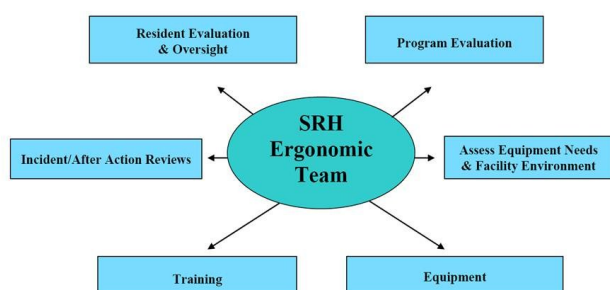 Resident Evaluation
& Oversight
Program Evaluation
SRH
Ergonomic
Team
Incident/After Action Reviews
Assess Equipment Needs
& Facility Environment
Training
Equipment